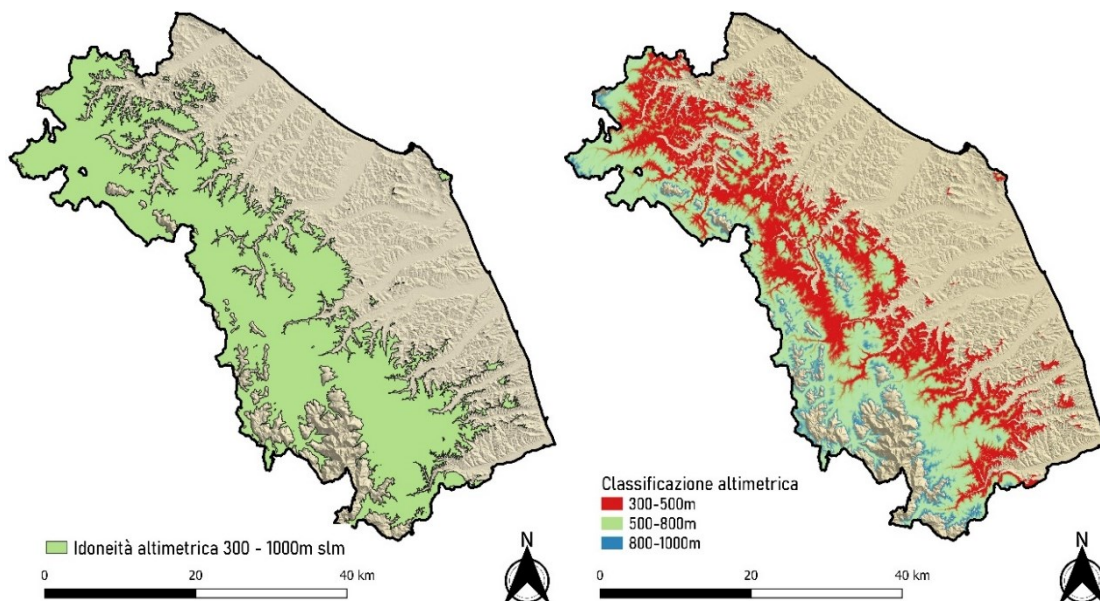 Idoneità altimetrica 300 - 1000m slm
0 20 40 km
N
Classificazione altimetrica
300-500m
500-800m
800-1000m
0 20 40 km
N